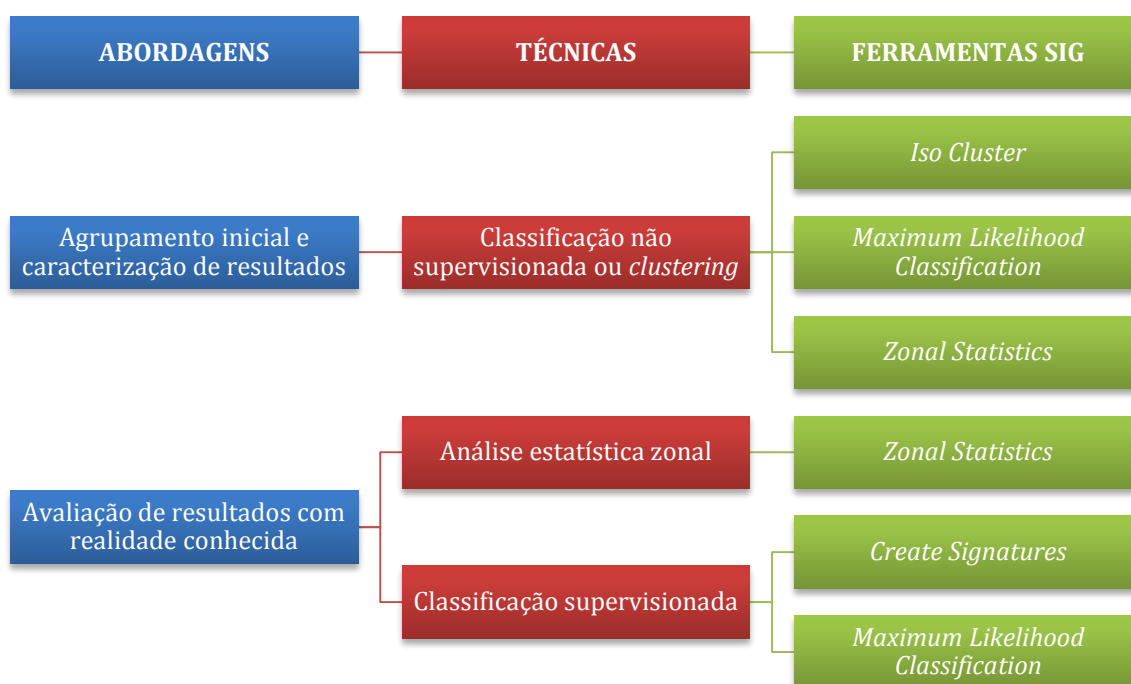 ABORDAGENS
TÉCNICAS
FERRAMENTAS SIG
Agrupamento inicial e
caracterização de resultados
Classificação não
supervisionada ou clustering
Iso Cluster
Maximum Likelihood
Classification
Zonal Statistics
Avaliação de resultados com
realidade conhecida
Análise estatística zonal
Zonal Statistics
Classificação supervisionada
Create Signatures
Maximum Likelihood
Classification